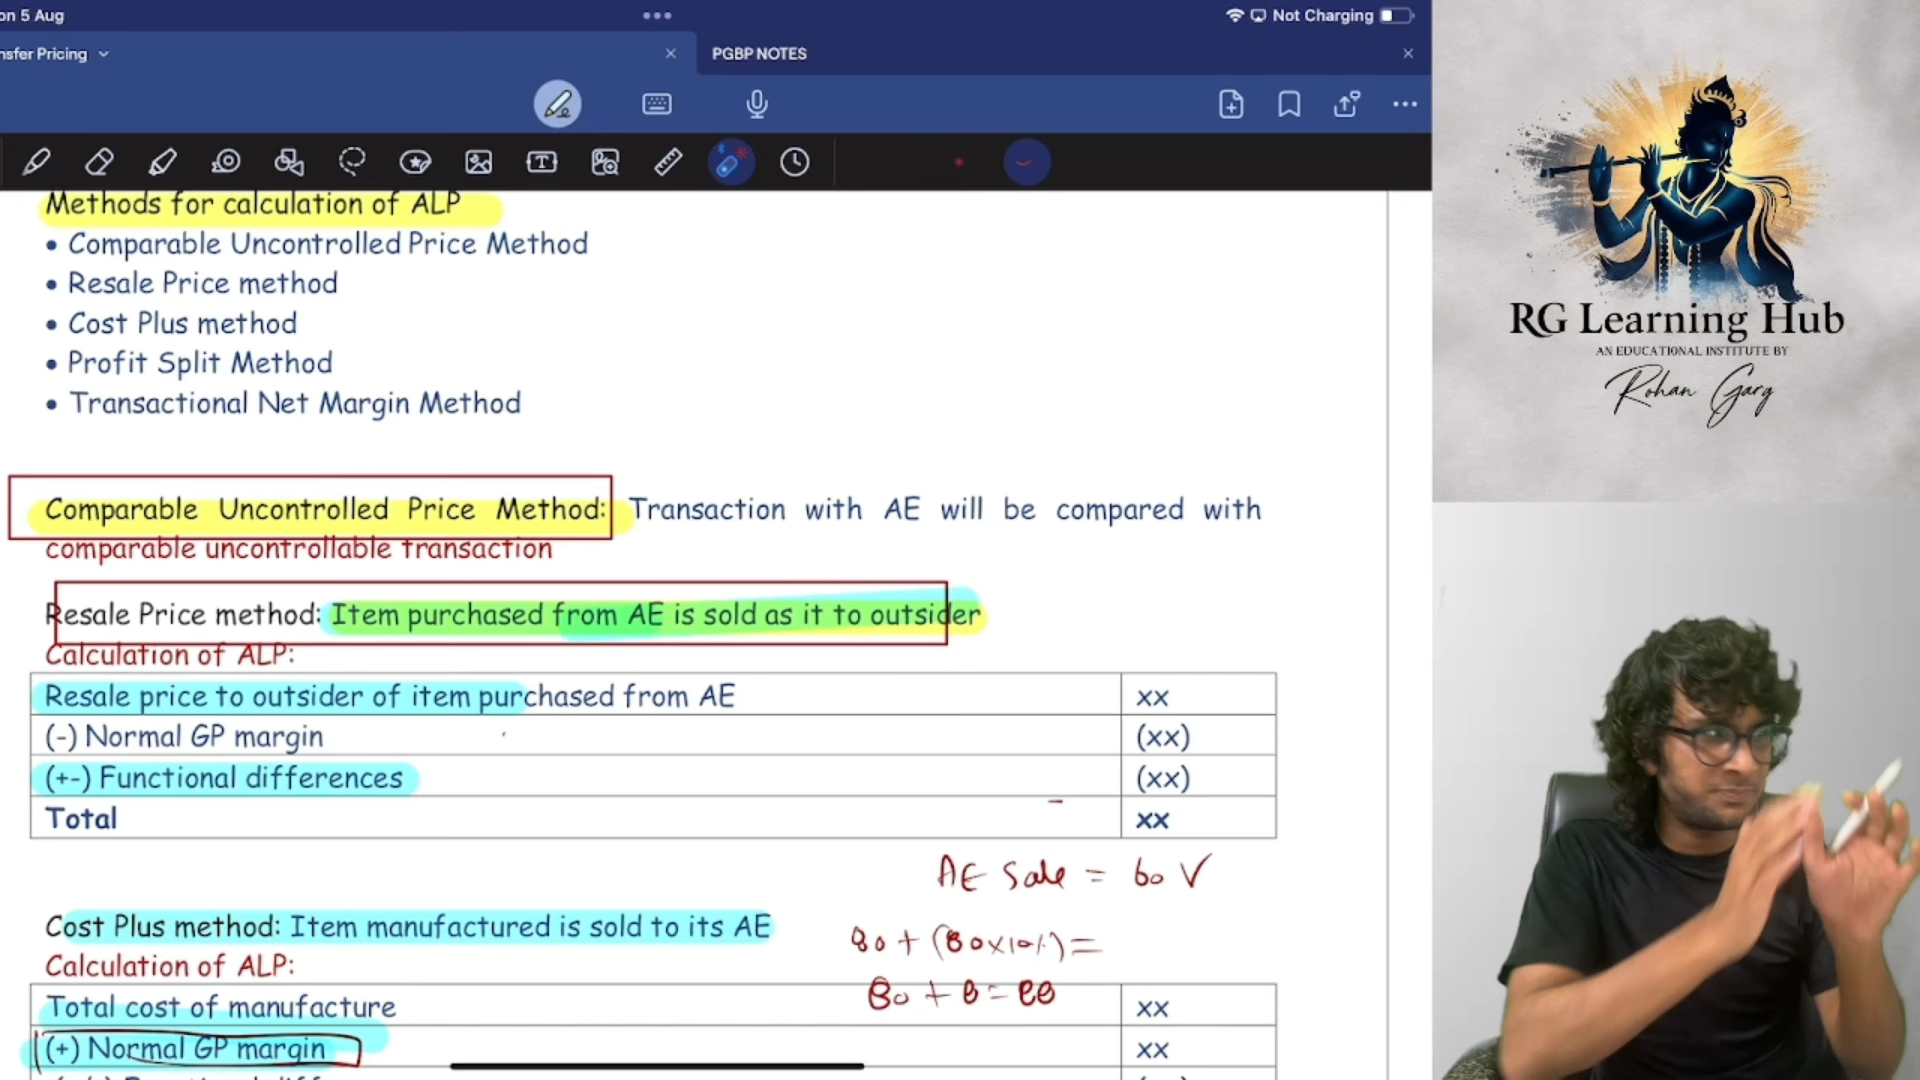 on 5 Aug
Not Charging
nsfer Pricing
PGBP NOTES
Methods for calculation of ALP
• Comparable Uncontrolled Price Method
• Resale Price method
• Cost Plus method
• Profit Split Method
• Transactional Net Margin Method
Comparable Uncontrolled Price Method: Transaction with AE will be compared with
comparable uncontrollable transaction
Resale Price method: Item purchased from AE is sold as it to outsider
Calculation of ALP:
Resale price to outsider of item purchased from AE xx
(-) Normal GP margin (xx)
(+-) Functional differences (xx)
Total xx
AE Sale = 60 √
80 + (80×10%) =
80 + 8 = 88
Cost Plus method: Item manufactured is sold to its AE
Calculation of ALP:
Total cost of manufacture xx
(+) Normal GP margin xx
RG Learning Hub
AN EDUCATIONAL INSTITUTE BY
Rohan Garg